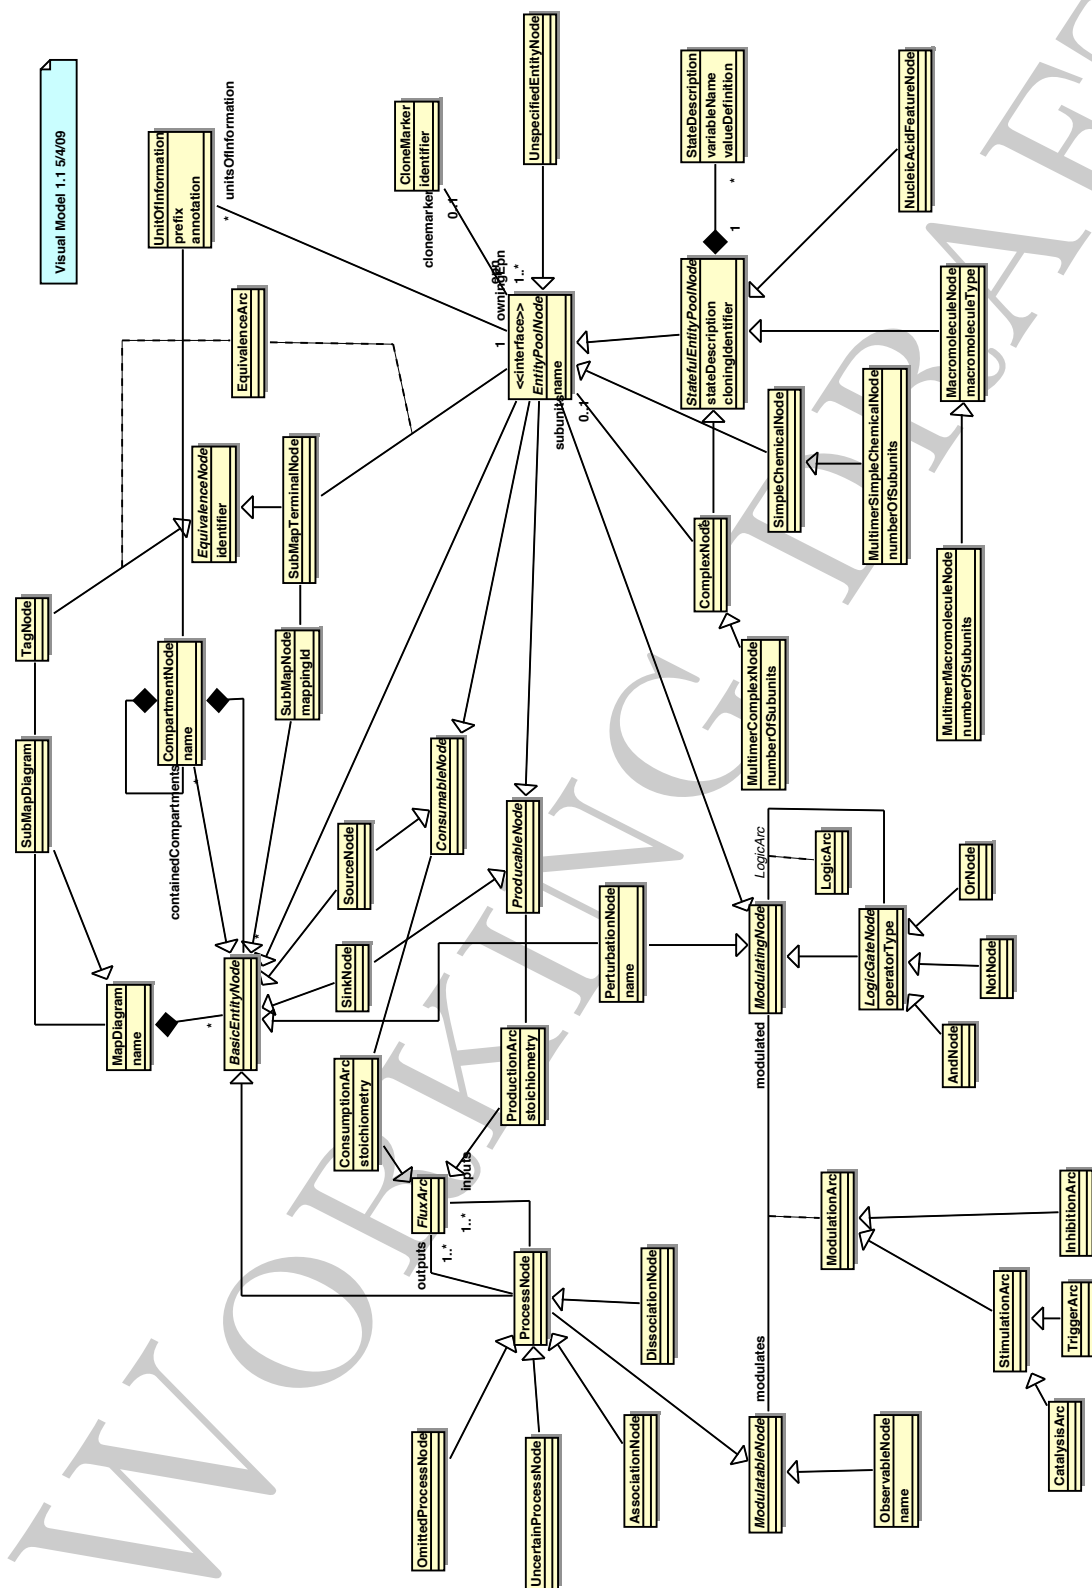 Visual Model 1.1 5/4/09
UnitOfInformation
prefix
annotation
unitsOfInformation
*
CloneMarker
identifier
clonemarker
0..1
UnspecifiedEntityNode
StateDescription
variableName
valueDefinition
*
1
NucleicAcidFeatureNode
EquivalenceArc
owningEpn
1..*
1
<<interface>>
EntityPoolNode
name
subunits
0..1
StatefulEntityPoolNode
stateDescription
cloningIdentifier
MacromoleculeNode
macromoleculeType
EquivalenceNode
identifier
SubMapTerminalNode
SimpleChemicalNode
MultimerSimpleChemicalNode
numberOfSubunits
ComplexNode
MultimerMacromoleculeNode
numberOfSubunits
TagNode
CompartmentNode
name
SubMapNode
mappingId
MultimerComplexNode
numberOfSubunits
SubMapDiagram
containedCompartments
*
SourceNode
ConsumableNode
ProducableNode
LogicArc
LogicArc
OrNode
MapDiagram
name
*
BasicEntityNode
*
SinkNode
PerturbationNode
name
ModulatingNode
LogicGateNode
operatorType
NotNode
AndNode
ConsumptionArc
stoichiometry
ProductionArc
stoichiometry
modulated
FluxArc
inputs
1..*
outputs
1..*
ProcessNode
DissociationNode
ModulationArc
InhibitionArc
StimulationArc
TriggerArc
modulates
OmittedProcessNode
UncertainProcessNode
AssociationNode
ModulatableNode
ObservableNode
name
CatalysisArc
WORKING DRAFT